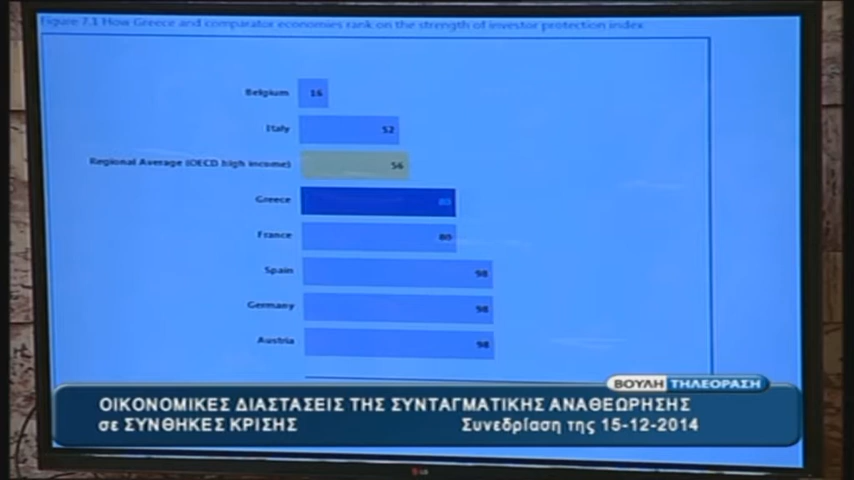 Figure 7.1 How Greece and comparator economies rank on the strength of investor protection index
Belgium 16
Italy 52
Regional Average (OECD high income) 56
Greece 80
France 80
Spain 98
Germany 98
Austria 98
ΒΟΥΛΗ ΤΗΛΕΟΡΑΣΗ
ΟΙΚΟΝΟΜΙΚΕΣ ΔΙΑΣΤΑΣΕΙΣ ΤΗΣ ΣΥΝΤΑΓΜΑΤΙΚΗΣ ΑΝΑΘΕΩΡΗΣΗΣ
σε ΣΥΝΘΗΚΕΣ ΚΡΙΣΗΣ Συνεδρίαση της 15-12-2014
LG